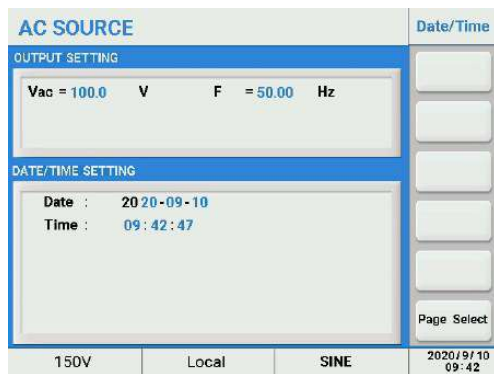 AC SOURCE
Date/Time
OUTPUT SETTING
Vac = 100.0 V F = 50.00 Hz
DATE/TIME SETTING
Date : 2020-09-10
Time : 09:42:47
Page Select
150V Local SINE 2020/9/10
09:42